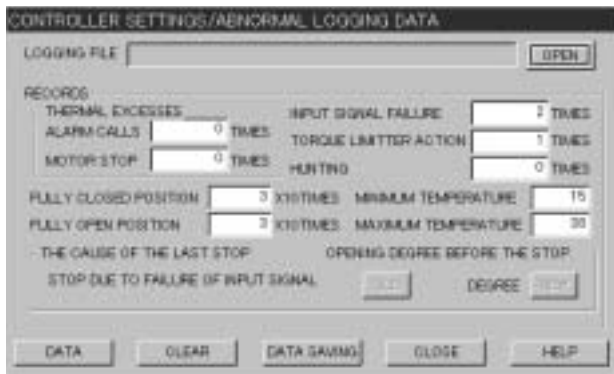 CONTROLLER SETTINGS/ABNORMAL LOGGING DATA
LOGGING FILE OPEN
RECORDS
THERMAL EXCESSES INPUT SIGNAL FAILURE 2 TIMES
ALARM CALLS 0 TIMES TORQUE LIMITTER ACTION 1 TIMES
MOTOR STOP 0 TIMES HUNTING 0 TIMES
FULLY CLOSED POSITION 3 X10TIMES MINIMUM TEMPERATURE 15
FULLY OPEN POSITION 3 X10TIMES MAXIMUM TEMPERATURE
THE CAUSE OF THE LAST STOP OPENING DEGREE BEFORE THE STOP
STOP DUE TO FAILURE OF INPUT SIGNAL DEGREE
DATA CLEAR DATA SAVING CLOSE HELP